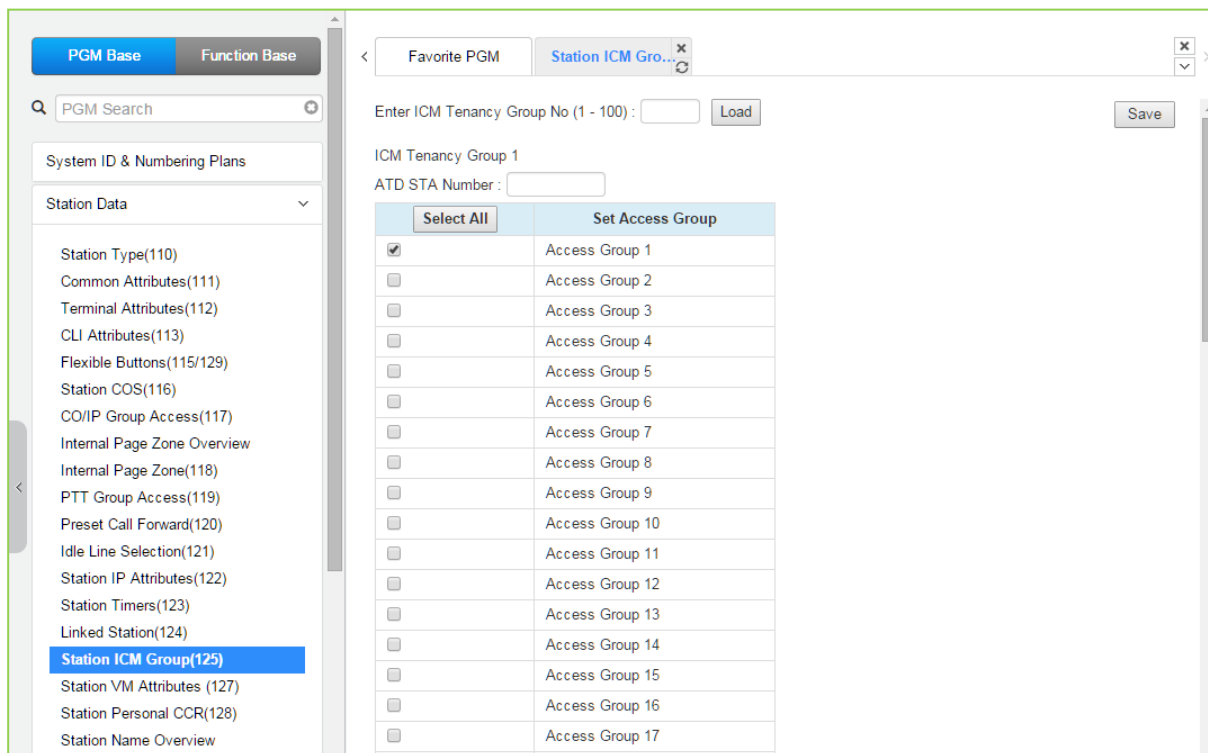 PGM Base
Function Base
PGM Search
System ID & Numbering Plans
Station Data
Station Type(110)
Common Attributes(111)
Terminal Attributes(112)
CLI Attributes(113)
Flexible Buttons(115/129)
Station COS(116)
CO/IP Group Access(117)
Internal Page Zone Overview
Internal Page Zone(118)
PTT Group Access(119)
Preset Call Forward(120)
Idle Line Selection(121)
Station IP Attributes(122)
Station Timers(123)
Linked Station(124)
Station ICM Group(125)
Station VM Attributes (127)
Station Personal CCR(128)
Station Name Overview
Favorite PGM
Station ICM Gro...
Enter ICM Tenancy Group No (1 - 100) :
Load
Save
ICM Tenancy Group 1
ATD STA Number :
Select All
Set Access Group
Access Group 1
Access Group 2
Access Group 3
Access Group 4
Access Group 5
Access Group 6
Access Group 7
Access Group 8
Access Group 9
Access Group 10
Access Group 11
Access Group 12
Access Group 13
Access Group 14
Access Group 15
Access Group 16
Access Group 17